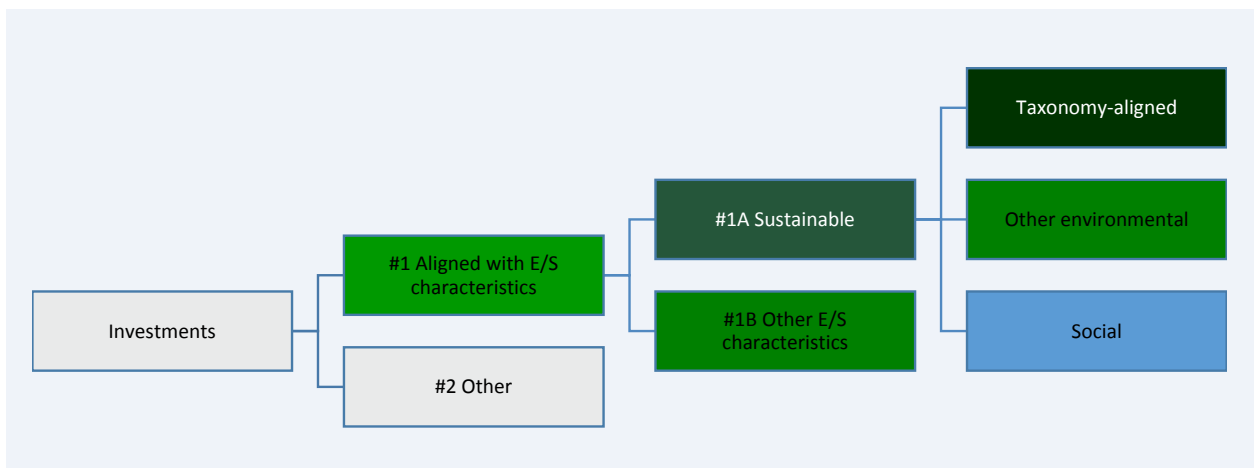 Investments
#1 Aligned with E/S
characteristics
#2 Other
#1A Sustainable
#1B Other E/S
characteristics
Taxonomy-aligned
Other environmental
Social